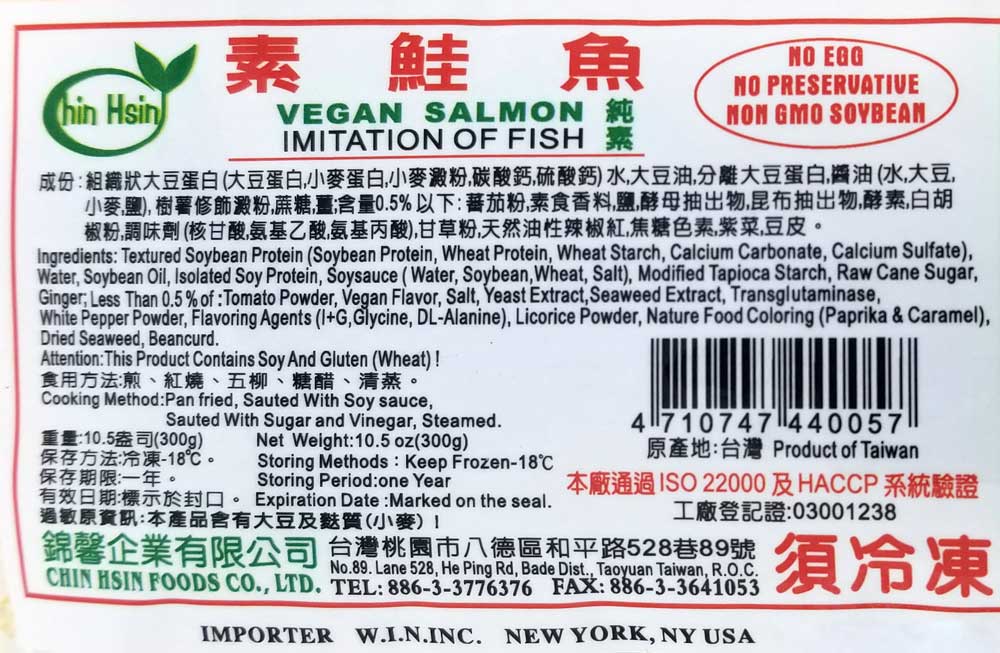 Chin Hsin
素鮭魚
VEGAN SALMON 純素
IMITATION OF FISH
NO EGG
NO PRESERVATIVE
NON GMO SOYBEAN
成份:組織狀大豆蛋白(大豆蛋白,小麥蛋白,小麥澱粉,碳酸鈣,硫酸鈣)水,大豆油,分離大豆蛋白,醬油(水,大豆,
小麥,鹽),樹薯修飾澱粉,蔗糖,薑;含量0.5%以下:蕃茄粉,素食香料,鹽,酵母抽出物,昆布抽出物,酵素,白胡
椒粉,調味劑(核甘酸,氨基乙酸,氨基丙酸),甘草粉,天然油性辣椒紅,焦糖色素,紫菜,豆皮。
Ingredients: Textured Soybean Protein (Soybean Protein, Wheat Protein, Wheat Starch, Calcium Carbonate, Calcium Sulfate),
Water, Soybean Oil, Isolated Soy Protein, Soysauce ( Water, Soybean,Wheat, Salt), Modified Tapioca Starch, Raw Cane Sugar,
Ginger; Less Than 0.5 % of :Tomato Powder, Vegan Flavor, Salt, Yeast Extract,Seaweed Extract, Transglutaminase,
White Pepper Powder, Flavoring Agents (I+G,Glycine, DL-Alanine), Licorice Powder, Nature Food Coloring (Paprika & Caramel),
Dried Seaweed, Beancurd.
Attention:This Product Contains Soy And Gluten (Wheat) !
食用方法:煎、紅燒、五柳、糖醋、清蒸。
Cooking Method:Pan fried, Sauted With Soy sauce,
Sauted With Sugar and Vinegar, Steamed.
重量:10.5盎司(300g) Net Weight:10.5 oz(300g)
保存方法:冷凍-18℃。 Storing Methods : Keep Frozen-18℃
保存期限:一年。 Storing Period:one Year
有效日期:標示於封口。 Expiration Date :Marked on the seal.
過敏原資訊:本產品含有大豆及麩質(小麥)!
4 710747 440057
原產地:台灣 Product of Taiwan
本廠通過ISO 22000及HACCP系統驗證
工廠登記證:03001238
錦馨企業有限公司 台灣桃園市八德區和平路528巷89號
CHIN HSIN FOODS CO., LTD. No.89. Lane 528, He Ping Rd, Bade Dist., Taoyuan Taiwan, R.O.C.
TEL: 886-3-3776376 FAX: 886-3-3641053
須冷凍
IMPORTER W.I.N.INC. NEW YORK, NY USA